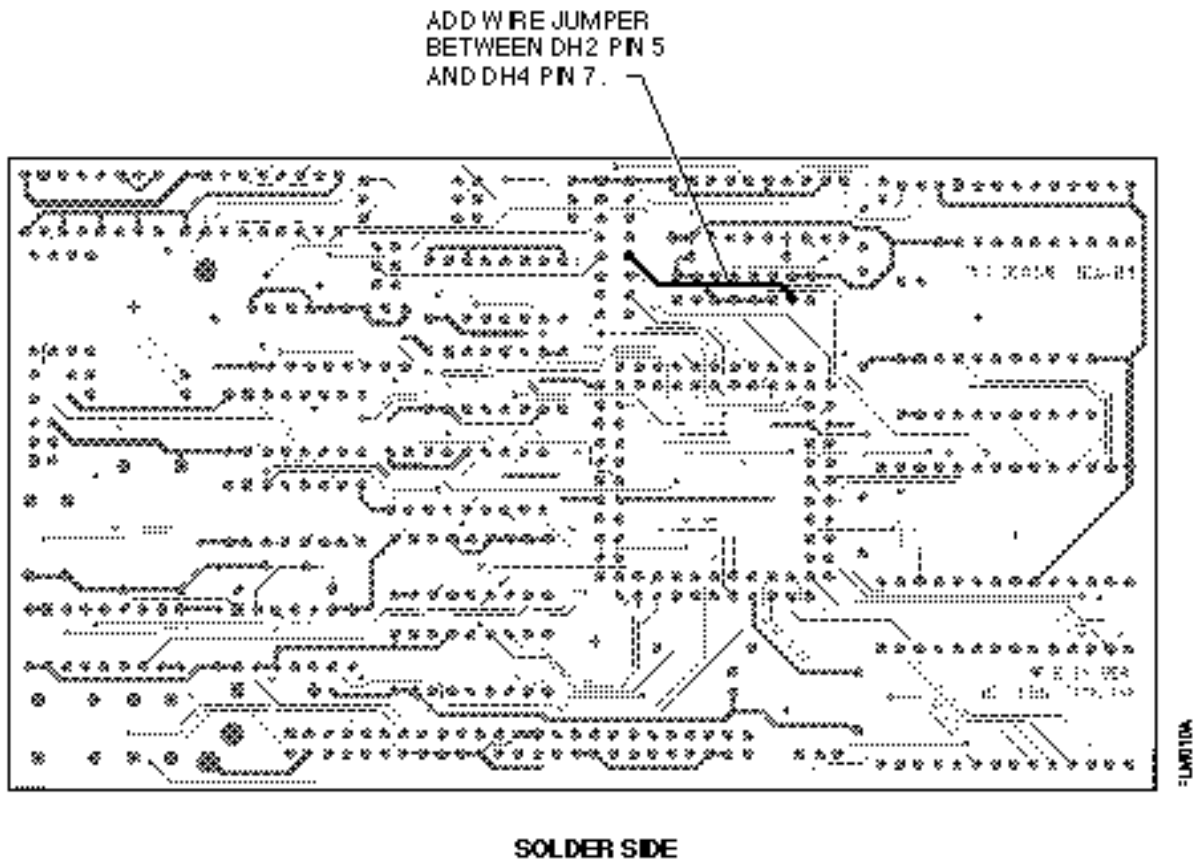 ADD WIRE JUMPER
BETWEEN DH2 PIN 5
AND DH4 PIN 7.
SOLDER SIDE